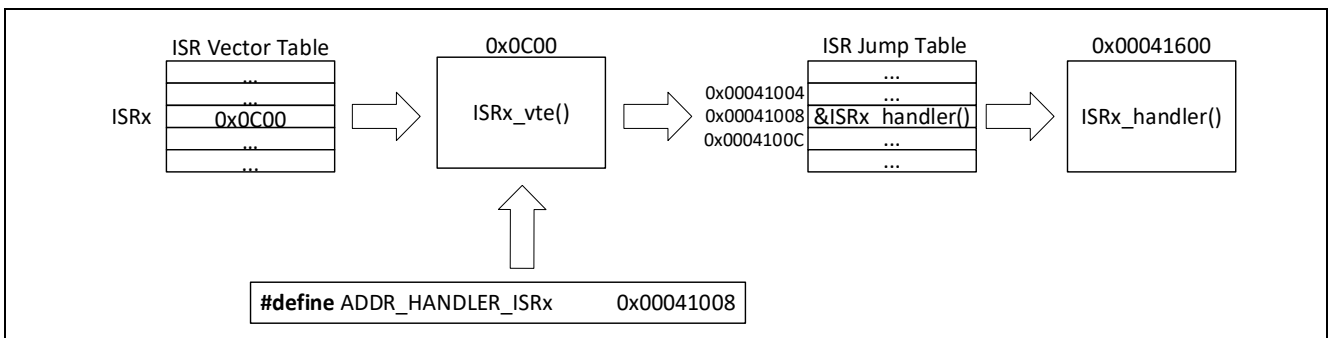 ISR Vector Table
0x0C00
ISR Jump Table
0x00041600
...
...
ISRx
0x0C00
...
...
ISRx_vte()
0x00041004
0x00041008
0x0004100C
...
...
&ISRx_handler()
...
...
ISRx_handler()
#define ADDR_HANDLER_ISRx 0x00041008